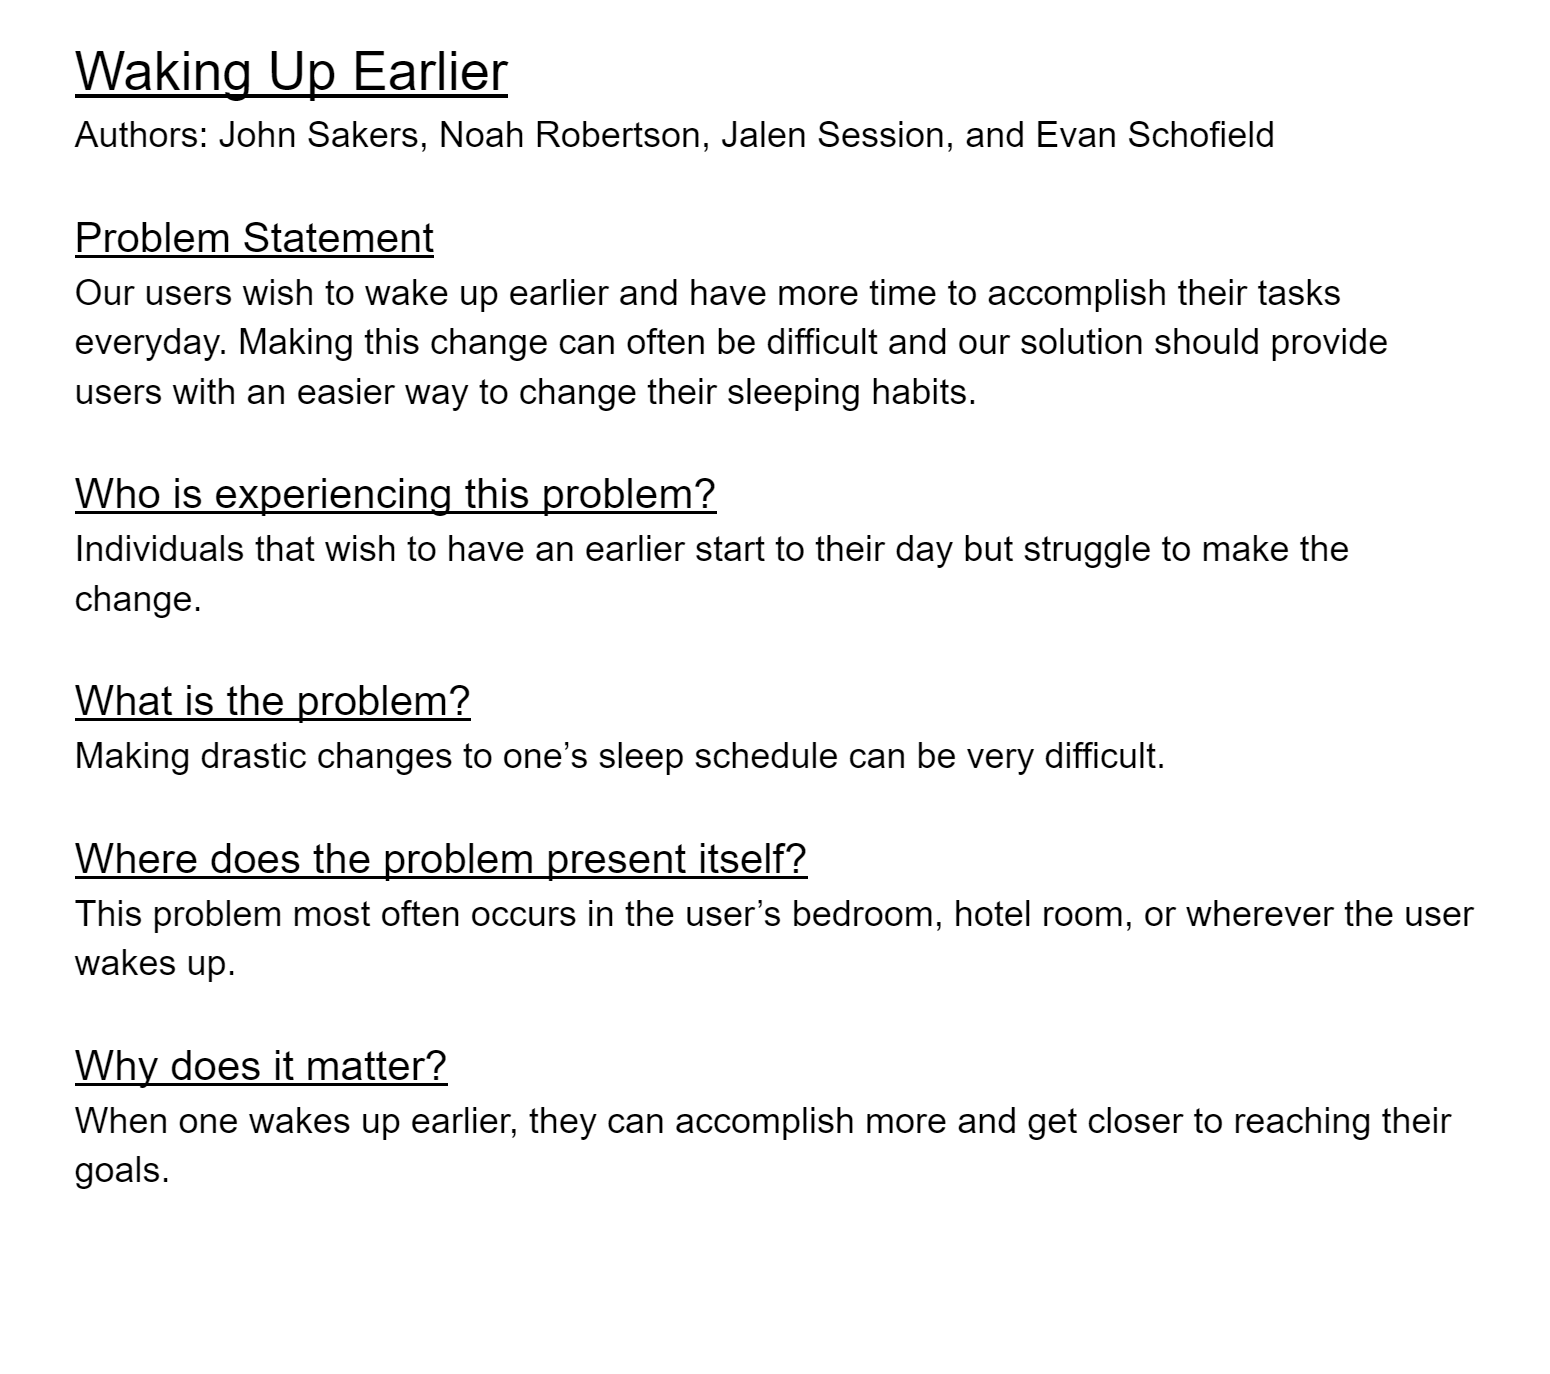 Waking Up Earlier
Authors: John Sakers, Noah Robertson, Jalen Session, and Evan Schofield
Problem Statement
Our users wish to wake up earlier and have more time to accomplish their tasks
everyday. Making this change can often be difficult and our solution should provide
users with an easier way to change their sleeping habits.
Who is experiencing this problem?
Individuals that wish to have an earlier start to their day but struggle to make the
change.
What is the problem?
Making drastic changes to one’s sleep schedule can be very difficult.
Where does the problem present itself?
This problem most often occurs in the user’s bedroom, hotel room, or wherever the user
wakes up.
Why does it matter?
When one wakes up earlier, they can accomplish more and get closer to reaching their
goals.